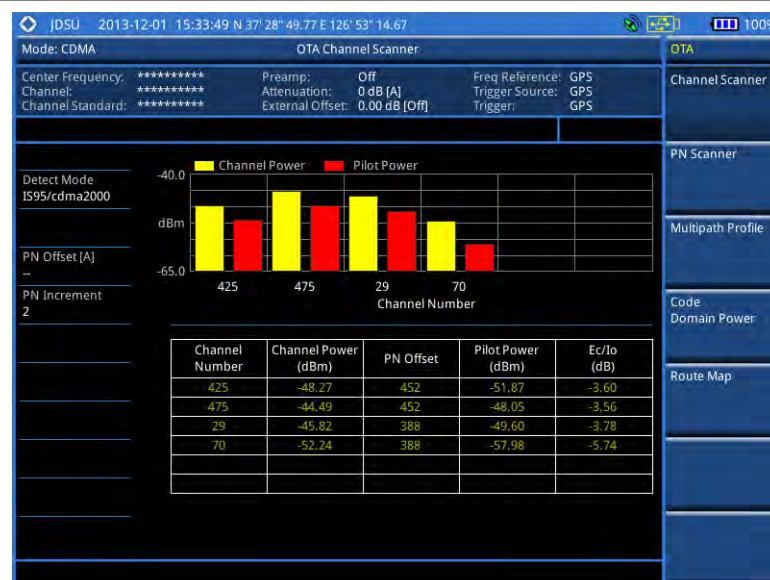 JDSU 2013-12-01 15:33:49 N 37' 28" 49.77 E 126' 53" 14.67 100%
Mode: CDMA OTA Channel Scanner OTA
Center Frequency: ********** Preamp: Off Freq Reference: GPS
Channel: ********** Attenuation: 0 dB [A] Trigger Source: GPS
Channel Standard: ********** External Offset: 0.00 dB [Off] Trigger: GPS
Channel Scanner
PN Scanner
Multipath Profile
Code
Domain Power
Route Map
Detect Mode
IS95/cdma2000
PN Offset [A]
--
PN Increment
2
Channel Power Pilot Power
-40.0
dBm
-65.0
425 475 29 70
Channel Number
Channel Number Channel Power (dBm) PN Offset Pilot Power (dBm) Ec/Io (dB)
425 -48.27 452 -51.87 -3.60
475 -44.49 452 -48.05 -3.56
29 -45.82 388 -49.60 -3.78
70 -52.24 388 -57.98 -5.74